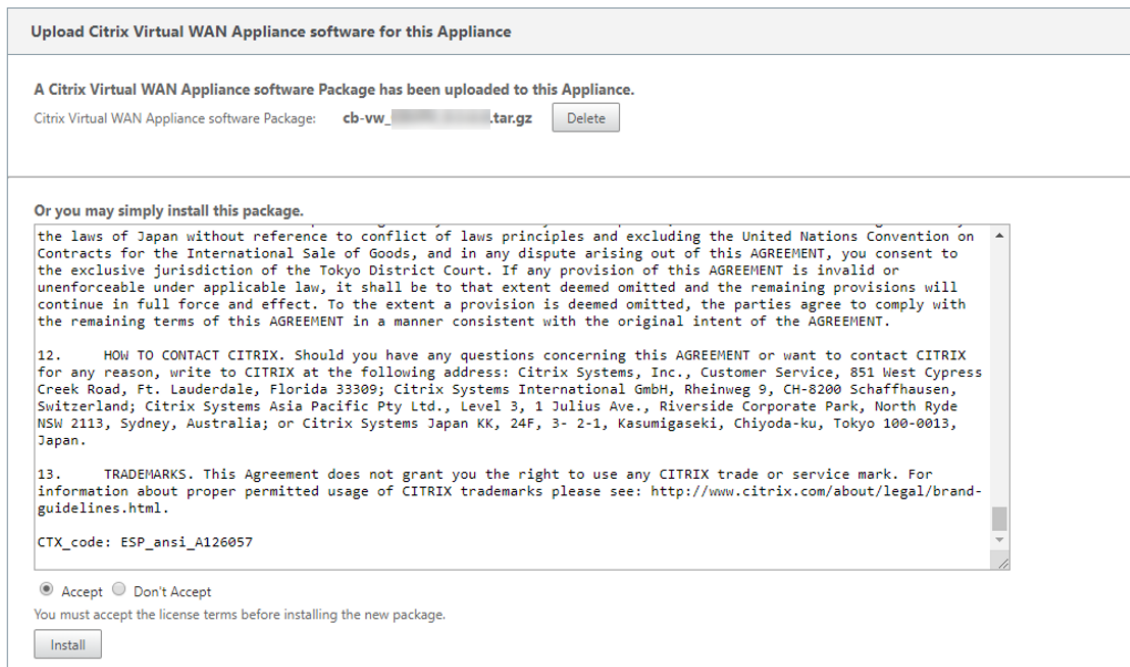 Upload Citrix Virtual WAN Appliance software for this Appliance
A Citrix Virtual WAN Appliance software Package has been uploaded to this Appliance.
Citrix Virtual WAN Appliance software Package: cb-vw_ .tar.gz Delete
Or you may simply install this package.
the laws of Japan without reference to conflict of laws principles and excluding the United Nations Convention on
Contracts for the International Sale of Goods, and in any dispute arising out of this AGREEMENT, you consent to
the exclusive jurisdiction of the Tokyo District Court. If any provision of this AGREEMENT is invalid or
unenforceable under applicable law, it shall be to that extent deemed omitted and the remaining provisions will
continue in full force and effect. To the extent a provision is deemed omitted, the parties agree to comply with
the remaining terms of this AGREEMENT in a manner consistent with the original intent of the AGREEMENT.
12. HOW TO CONTACT CITRIX. Should you have any questions concerning this AGREEMENT or want to contact CITRIX
for any reason, write to CITRIX at the following address: Citrix Systems, Inc., Customer Service, 851 West Cypress
Creek Road, Ft. Lauderdale, Florida 33309; Citrix Systems International GmbH, Rheinweg 9, CH-8200 Schaffhausen,
Switzerland; Citrix Systems Asia Pacific Pty Ltd., Level 3, 1 Julius Ave., Riverside Corporate Park, North Ryde
NSW 2113, Sydney, Australia; or Citrix Systems Japan KK, 24F, 3- 2-1, Kasumigaseki, Chiyoda-ku, Tokyo 100-0013,
Japan.
13. TRADEMARKS. This Agreement does not grant you the right to use any CITRIX trade or service mark. For
information about proper permitted usage of CITRIX trademarks please see: http://www.citrix.com/about/legal/brand-
guidelines.html.
CTX_code: ESP_ansi_A126057
Accept Don't Accept
You must accept the license terms before installing the new package.
Install